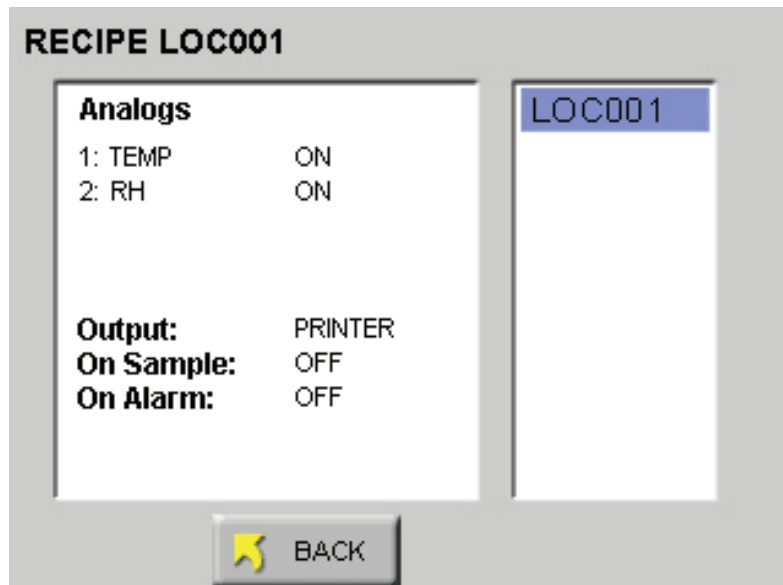 RECIPE LOC001
Analogs
1: TEMP ON
2: RH ON
Output: PRINTER
On Sample: OFF
On Alarm: OFF
LOC001
BACK